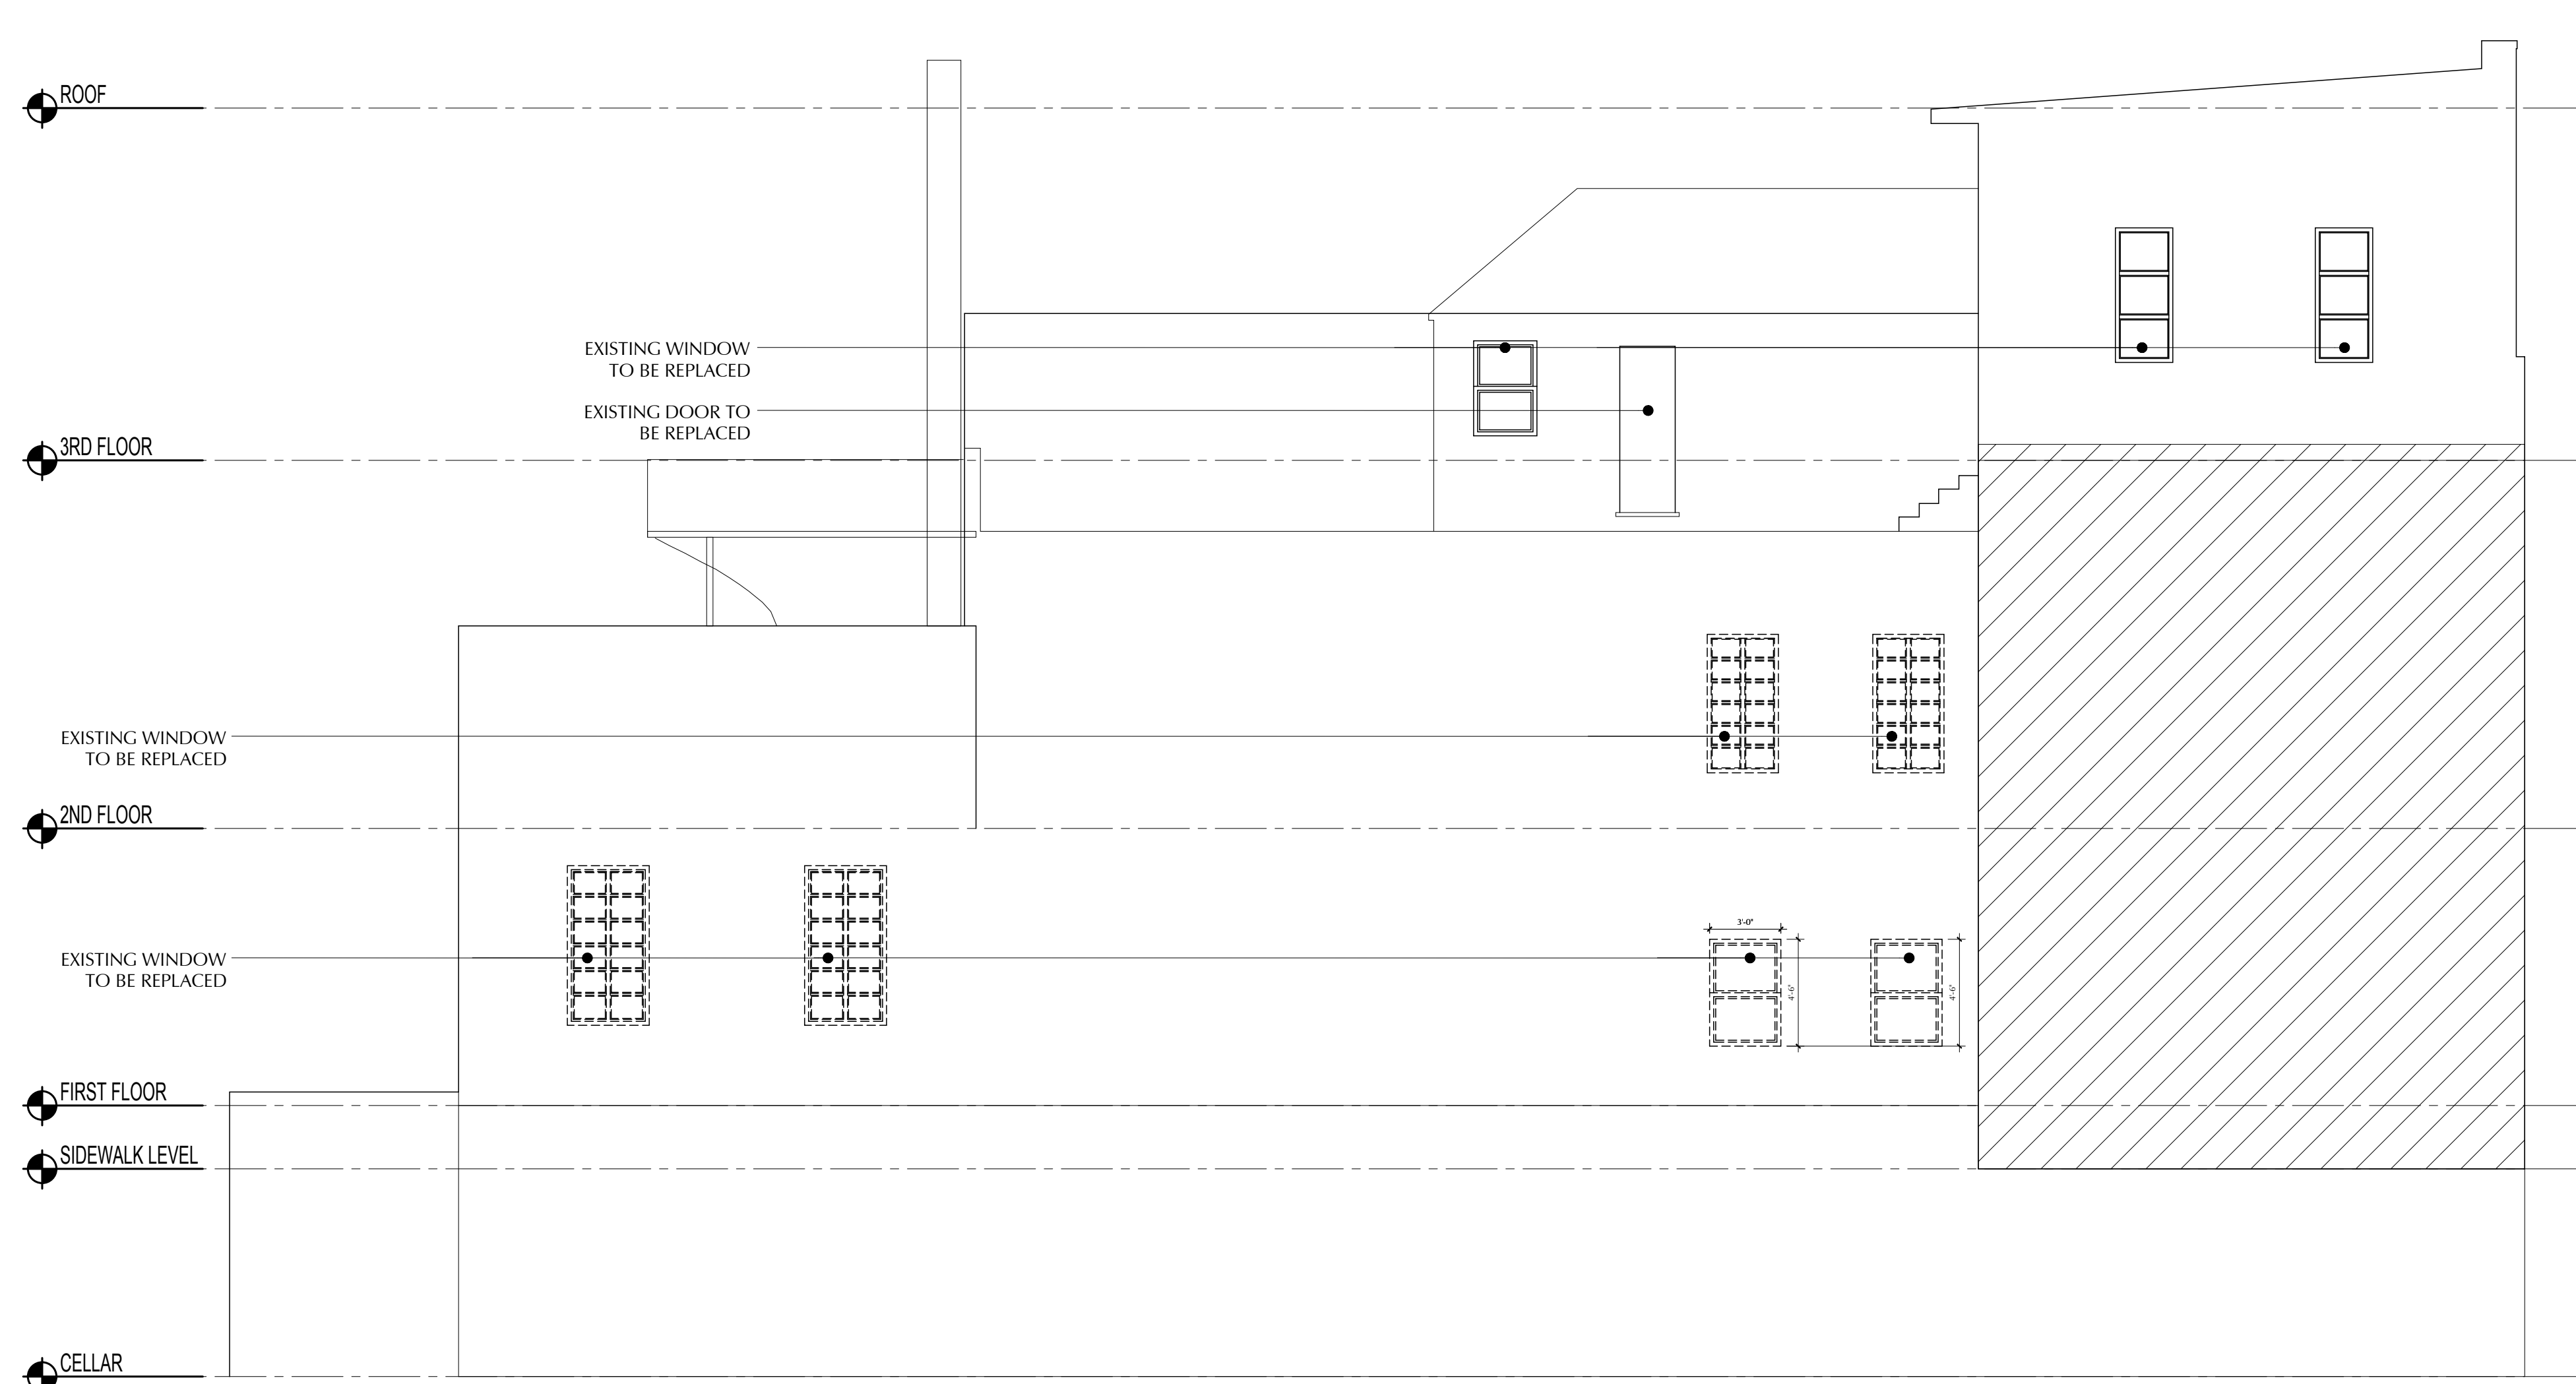 ROOF
EXISTING WINDOW
TO BE REPLACED
EXISTING DOOR TO
BE REPLACED
3RD FLOOR
EXISTING WINDOW
TO BE REPLACED
2ND FLOOR
3'-0"
EXISTING WINDOW
TO BE REPLACED
4'-6"
4'-6"
FIRST FLOOR
SIDEWALK LEVEL
CELLAR